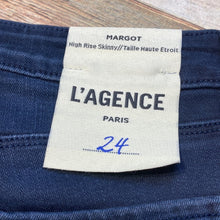 MARGOT
High Rise Skinny//Taille Haute Etroit
L'AGENCE
PARIS
24